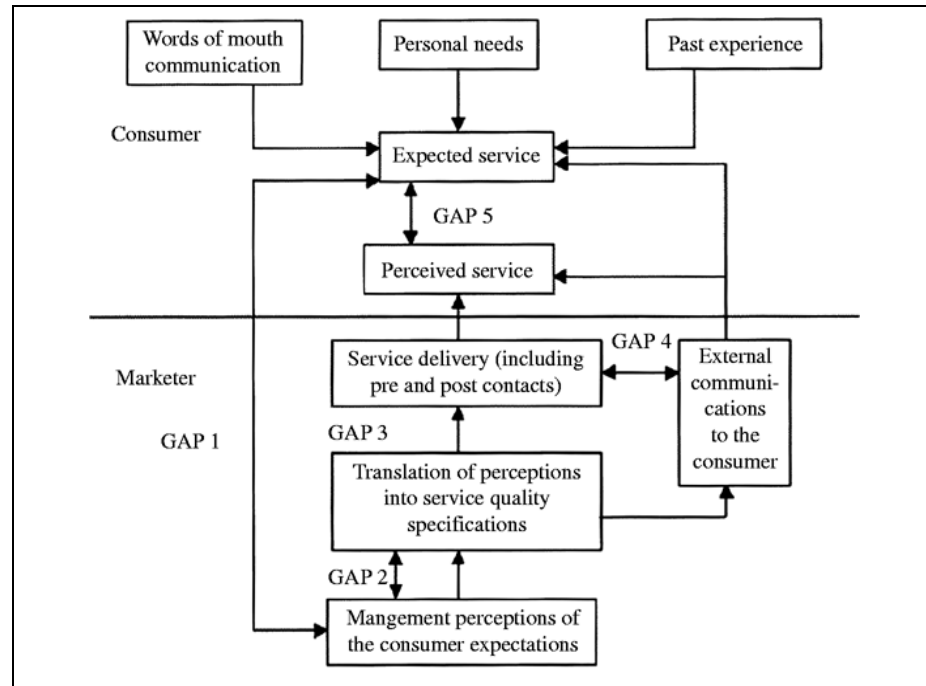 Words of mouth
communication
Personal needs
Past experience
Consumer
Expected service
GAP 5
Perceived service
GAP 4
Service delivery (including
pre and post contacts)
External
communi-
cations
to the
consumer
Marketer
GAP 1
GAP 3
Translation of perceptions
into service quality
specifications
GAP 2
Mangement perceptions of
the consumer expectations